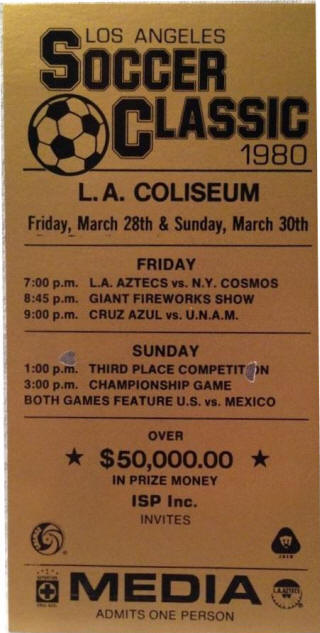 LOS ANGELES
SOCCER
CLASSIC
1980
L.A. COLISEUM
Friday, March 28th & Sunday, March 30th
FRIDAY
7:00 p.m. L.A. AZTECS vs. N.Y. COSMOS
8:45 p.m. GIANT FIREWORKS SHOW
9:00 p.m. CRUZ AZUL vs. U.N.A.M.
SUNDAY
1:00 p.m. THIRD PLACE COMPETITION
3:00 p.m. CHAMPIONSHIP GAME
BOTH GAMES FEATURE U.S. vs. MEXICO
OVER
★ $50,000.00 ★
IN PRIZE MONEY
ISP Inc.
INVITES
MEDIA
L.A. AZTECS
ADMITS ONE PERSON